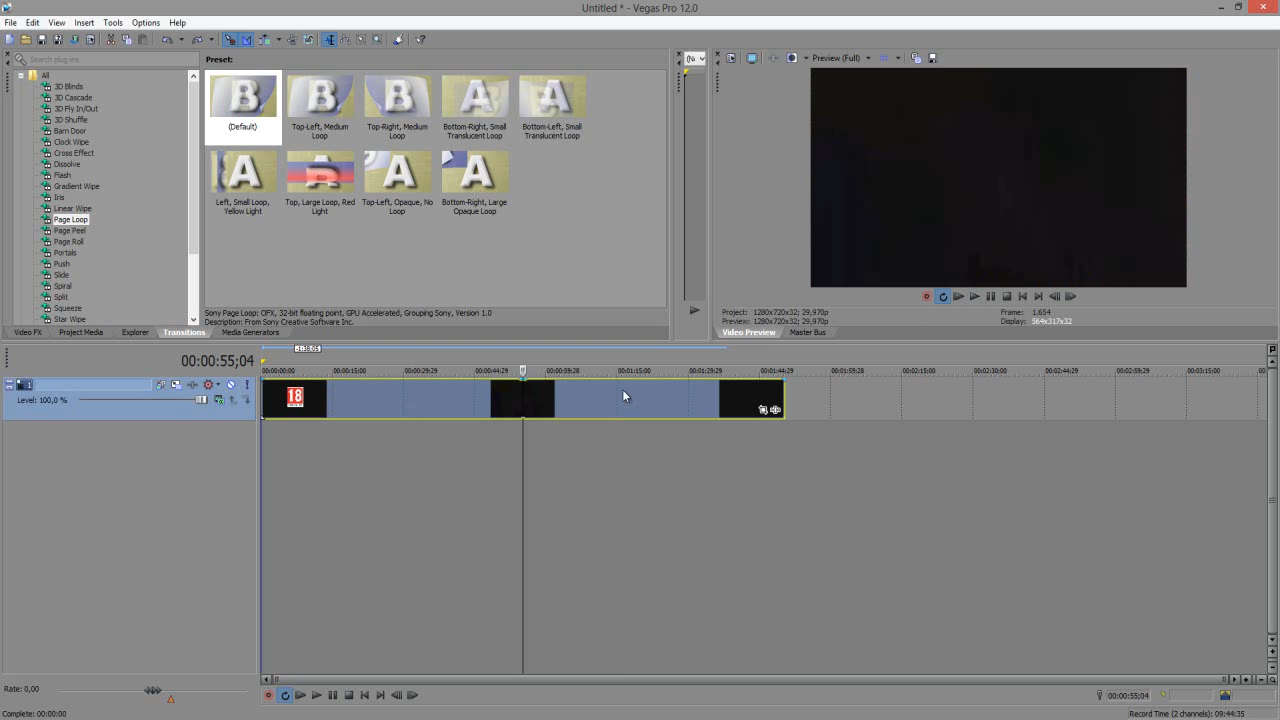 Untitled * - Vegas Pro 12.0
File Edit View Insert Tools Options Help
Search plug-ins
All
3D Blinds
3D Cascade
3D Fly In/Out
3D Shuffle
Barn Door
Clock Wipe
Cross Effect
Dissolve
Flash
Gradient Wipe
Iris
Linear Wipe
Page Loop
Page Peel
Page Roll
Portals
Push
Slide
Spiral
Split
Squeeze
Star Wipe
Preset:
B B B A A
(Default) Top-Left, Medium Loop Top-Right, Medium Loop Bottom-Right, Small Translucent Loop Bottom-Left, Small Translucent Loop
A A A
Left, Small Loop, Yellow Light Top, Large Loop, Red Light Top-Left, Opaque, No Loop Bottom-Right, Large Opaque Loop
Sony Page Loop: OFX, 32-bit floating point, GPU Accelerated, Grouping Sony, Version 1.0
Description: From Sony Creative Software Inc.
Video FX Project Media Explorer Transitions Media Generators
Preview (Full)
Project: 1280x720x32; 29,970p Frame: 1.654
Preview: 1280x720x32; 29,970p Display: 564x317x32
Video Preview Master Bus
-1:38:05
00:00:55;04
00:00:00;00 00:00:15;00 00:00:29;29 00:00:44;29 00:00:59;28 00:01:15;00 00:01:29;29 00:01:44;29 00:01:59;28 00:02:15;00 00:02:29;29 00:02:44;29 00:02:59;28 00:03:15;00 00:
1
Level: 100,0 %
18
Rate: 0,00
00:00:55;04
Complete: 00:00:00
Record Time (2 channels): 09:44:35